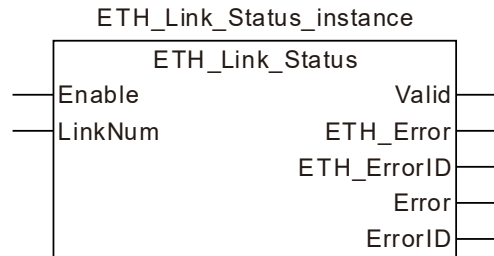 ETH_Link_Status_instance
ETH_Link_Status
Enable Valid
LinkNum ETH_Error
ETH_ErrorID
Error
ErrorID